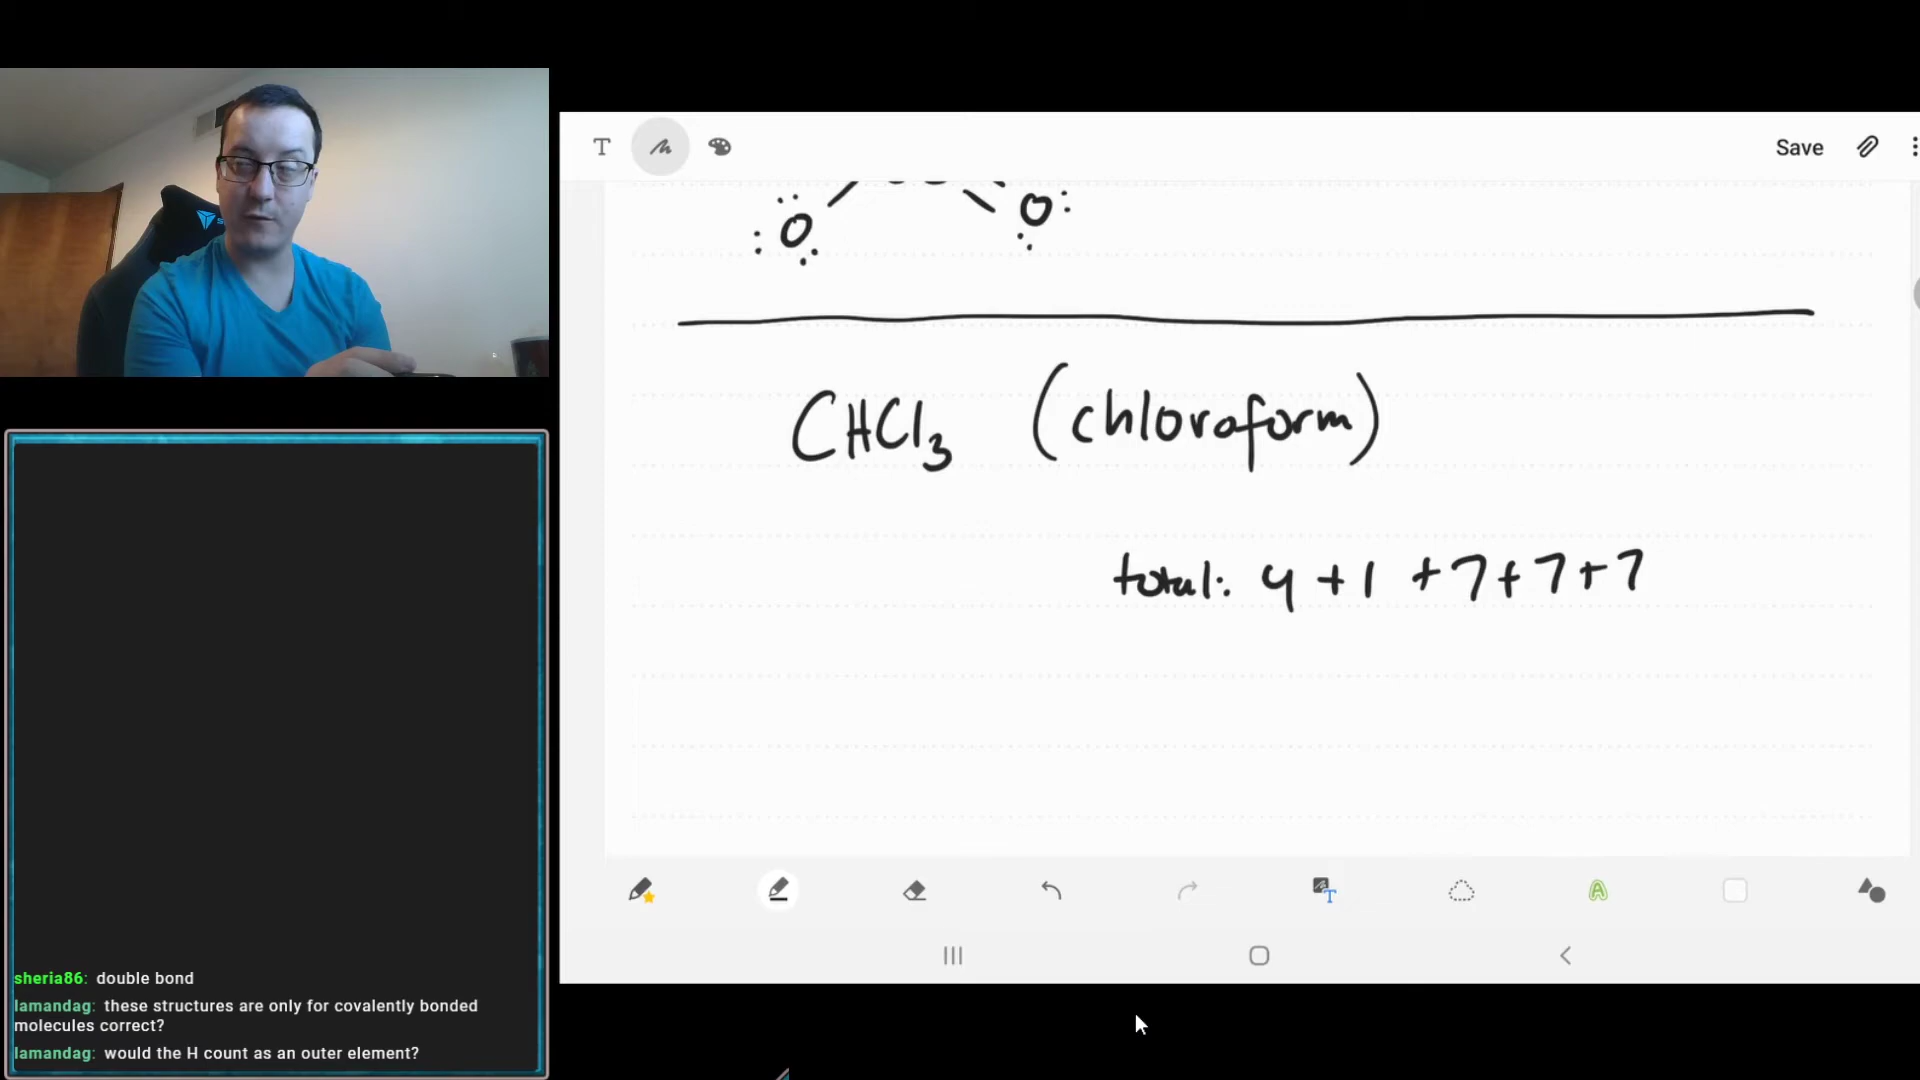 T
Save
:O: O:
CHCl₃ (chloroform)
total: 4 + 1 + 7 + 7 + 7
T
A
sheria86: double bond
lamandag: these structures are only for covalently bonded
molecules correct?
lamandag: would the H count as an outer element?